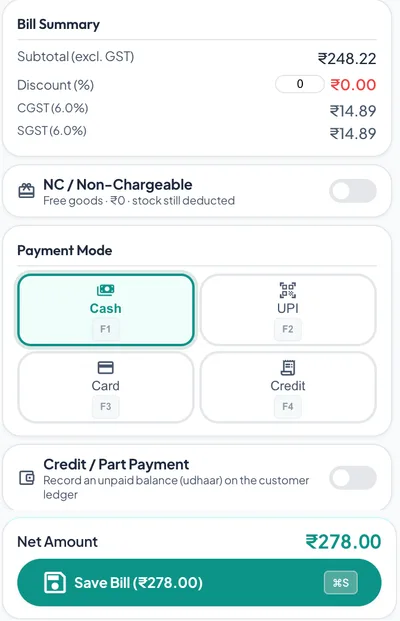 Bill Summary
Subtotal (excl. GST) ₹248.22
Discount (%) 0 ₹0.00
CGST (6.0%) ₹14.89
SGST (6.0%) ₹14.89
NC / Non-Chargeable
Free goods · ₹0 · stock still deducted
Payment Mode
Cash UPI
F1 F2
Card Credit
F3 F4
Credit / Part Payment
Record an unpaid balance (udhaar) on the customer
ledger
Net Amount ₹278.00
Save Bill (₹278.00) ⌘S